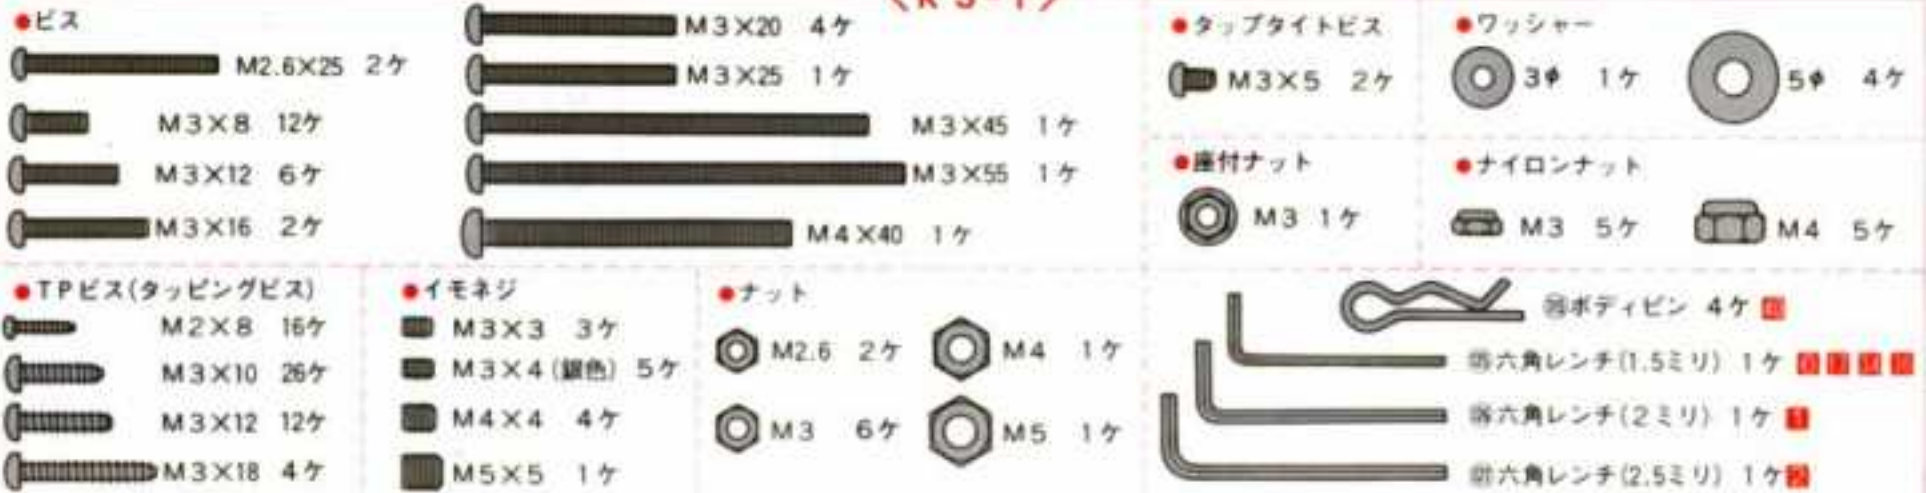 ●ビス
M2.6×25 2ケ
M3×8 12ケ
M3×12 6ケ
M3×16 2ケ
M3×20 4ケ
M3×25 1ケ
M3×45 1ケ
M3×55 1ケ
M4×40 1ケ
●タップタイトビス
M3×5 2ケ
●ワッシャー
3φ 1ケ
5φ 4ケ
●座付ナット
M3 1ケ
●ナイロンナット
M3 5ケ
M4 5ケ
●TPビス(タッピングビス)
M2×8 16ケ
M3×10 26ケ
M3×12 12ケ
M3×18 4ケ
●イモネジ
M3×3 3ケ
M3×4(銀色) 5ケ
M4×4 4ケ
M5×5 1ケ
●ナット
M2.6 2ケ
M3 6ケ
M4 1ケ
M5 1ケ
ボディピン 4ケ
六角レンチ(1.5ミリ) 1ケ
六角レンチ(2ミリ) 1ケ
六角レンチ(2.5ミリ) 1ケ